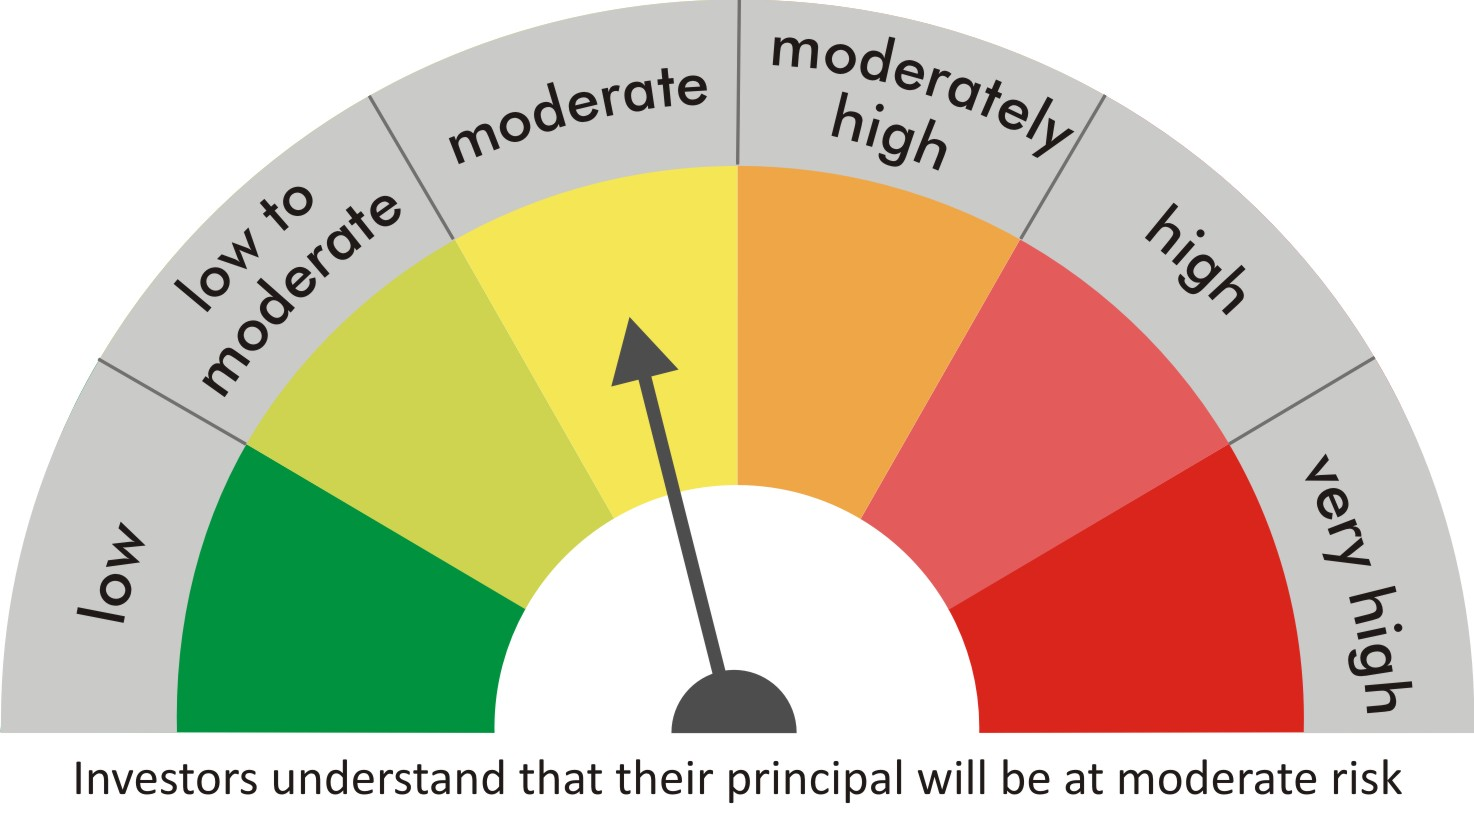 low
low to
moderate
moderate
moderately
high
high
very high
Investors understand that their principal will be at moderate risk